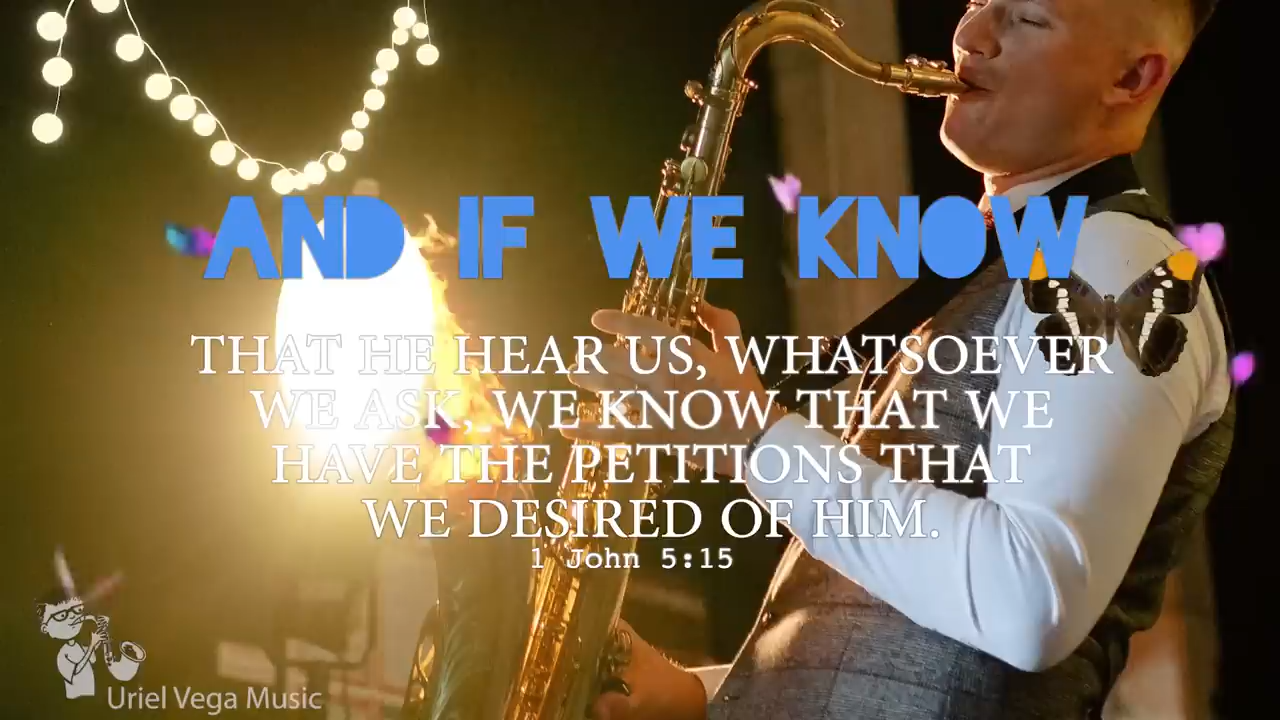 AND IF WE KNOW
THAT HE HEAR US, WHATSOEVER
WE ASK, WE KNOW THAT WE
HAVE THE PETITIONS THAT
WE DESIRED OF HIM.
1 John 5:15
Uriel Vega Music